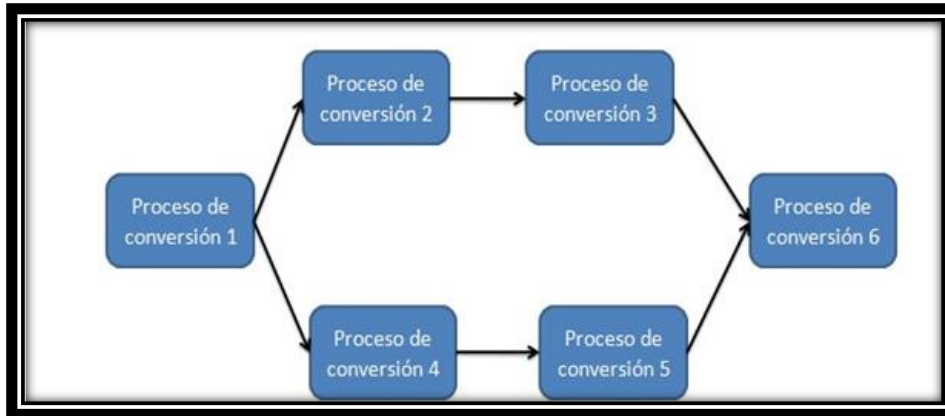 Proceso de
conversión 1
Proceso de
conversión 2
Proceso de
conversión 3
Proceso de
conversión 4
Proceso de
conversión 5
Proceso de
conversión 6